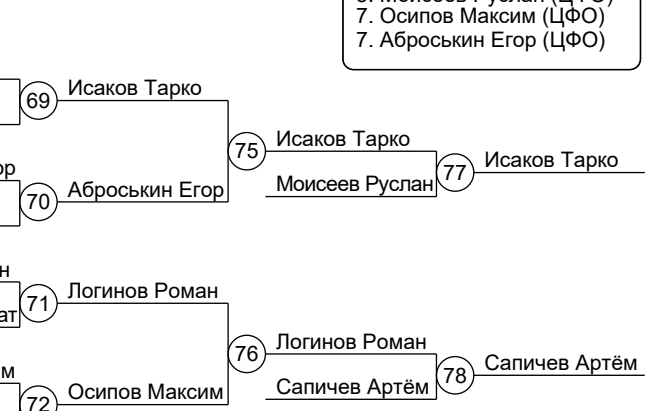 7. Осипов Максим (ЦФО)
7. Аброськин Егор (ЦФО)
69 Исаков Тарко
75 Исаков Тарко
77 Исаков Тарко
Моисеев Руслан
70 Аброськин Егор
71 Логинов Роман
76 Логинов Роман
78 Сапичев Артём
Сапичев Артём
72 Осипов Максим